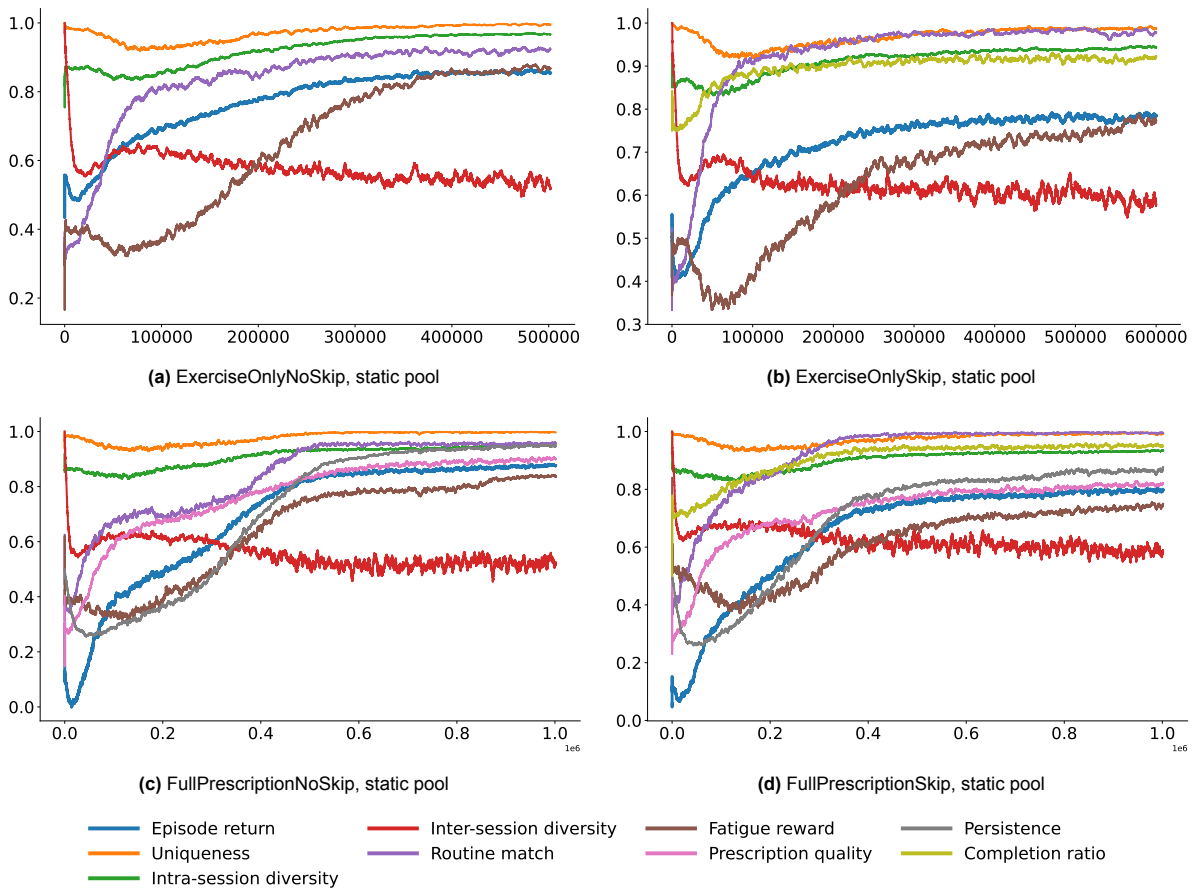 1.0
0.8
0.6
0.4
0.2
0 100000 200000 300000 400000 500000
(a) ExerciseOnlyNoSkip, static pool
1.0
0.9
0.8
0.7
0.6
0.5
0.4
0.3
0 100000 200000 300000 400000 500000 600000
(b) ExerciseOnlySkip, static pool
1.0
0.8
0.6
0.4
0.2
0.0
0.0 0.2 0.4 0.6 0.8 1.0
1e6
(c) FullPrescriptionNoSkip, static pool
1.0
0.8
0.6
0.4
0.2
0.0
0.0 0.2 0.4 0.6 0.8 1.0
1e6
(d) FullPrescriptionSkip, static pool
Episode return
Uniqueness
Intra-session diversity
Inter-session diversity
Routine match
Fatigue reward
Prescription quality
Persistence
Completion ratio